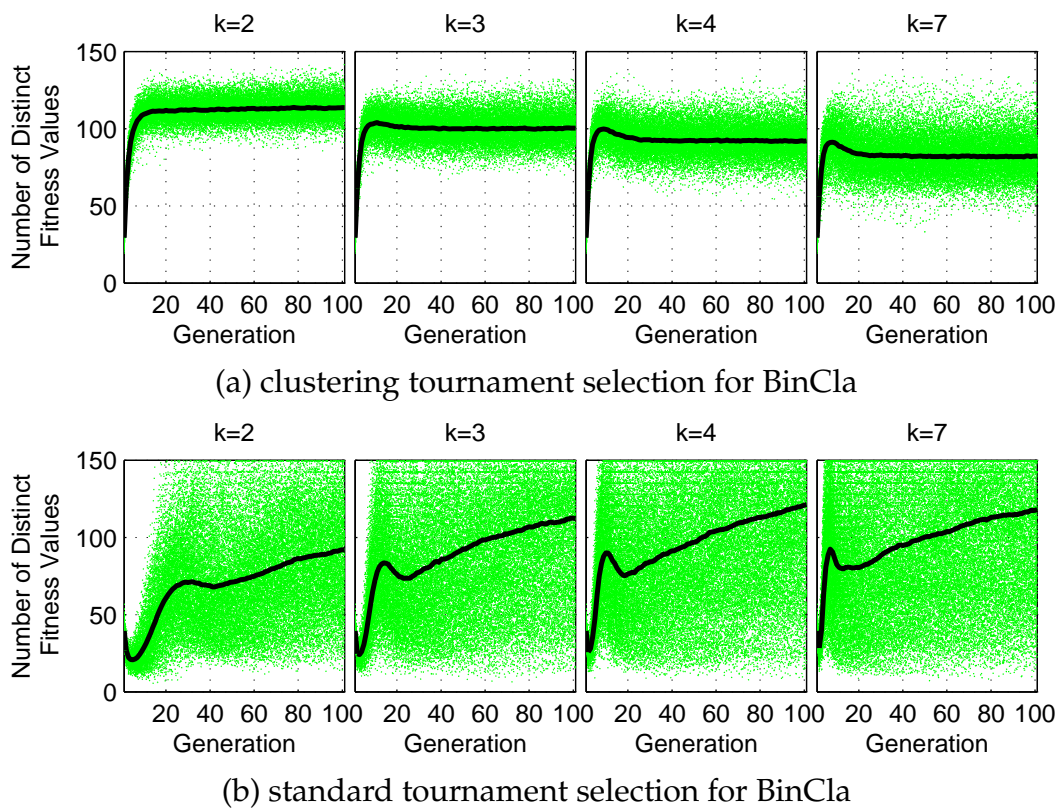 k=2 k=3 k=4 k=7
Number of Distinct
Fitness Values
150
100
50
0
20 40 60 80 100 20 40 60 80 100 20 40 60 80 100 20 40 60 80 100
Generation Generation Generation Generation
(a) clustering tournament selection for BinCla
k=2 k=3 k=4 k=7
Number of Distinct
Fitness Values
150
100
50
0
20 40 60 80 100 20 40 60 80 100 20 40 60 80 100 20 40 60 80 100
Generation Generation Generation Generation
(b) standard tournament selection for BinCla